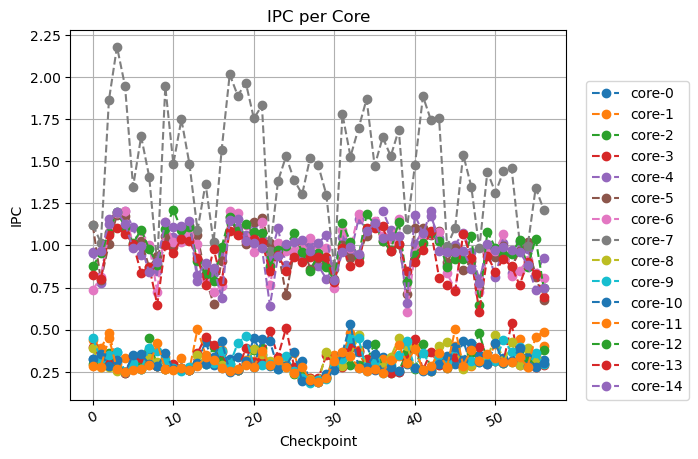 IPC per Core
IPC
2.25
2.00
1.75
1.50
1.25
1.00
0.75
0.50
0.25
0
10
20
30
40
50
Checkpoint
core-0
core-1
core-2
core-3
core-4
core-5
core-6
core-7
core-8
core-9
core-10
core-11
core-12
core-13
core-14